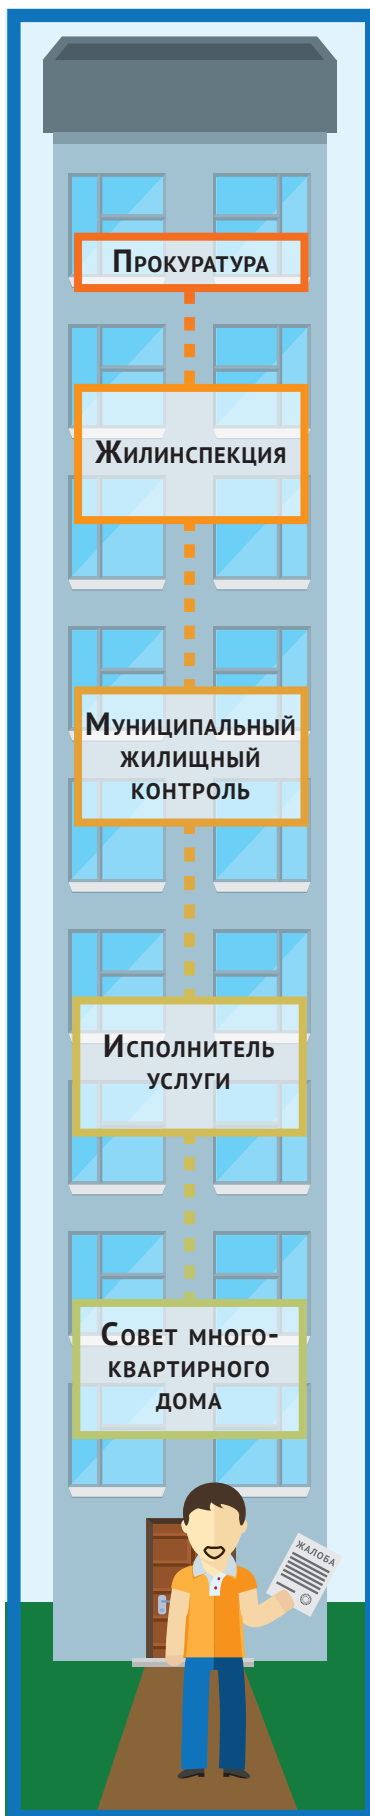 Прокуратура
Жилинспекция
Муниципальный
жилищный
контроль
Исполнитель
услуги
Совет много-
квартирного
дома
ЖАЛОБА